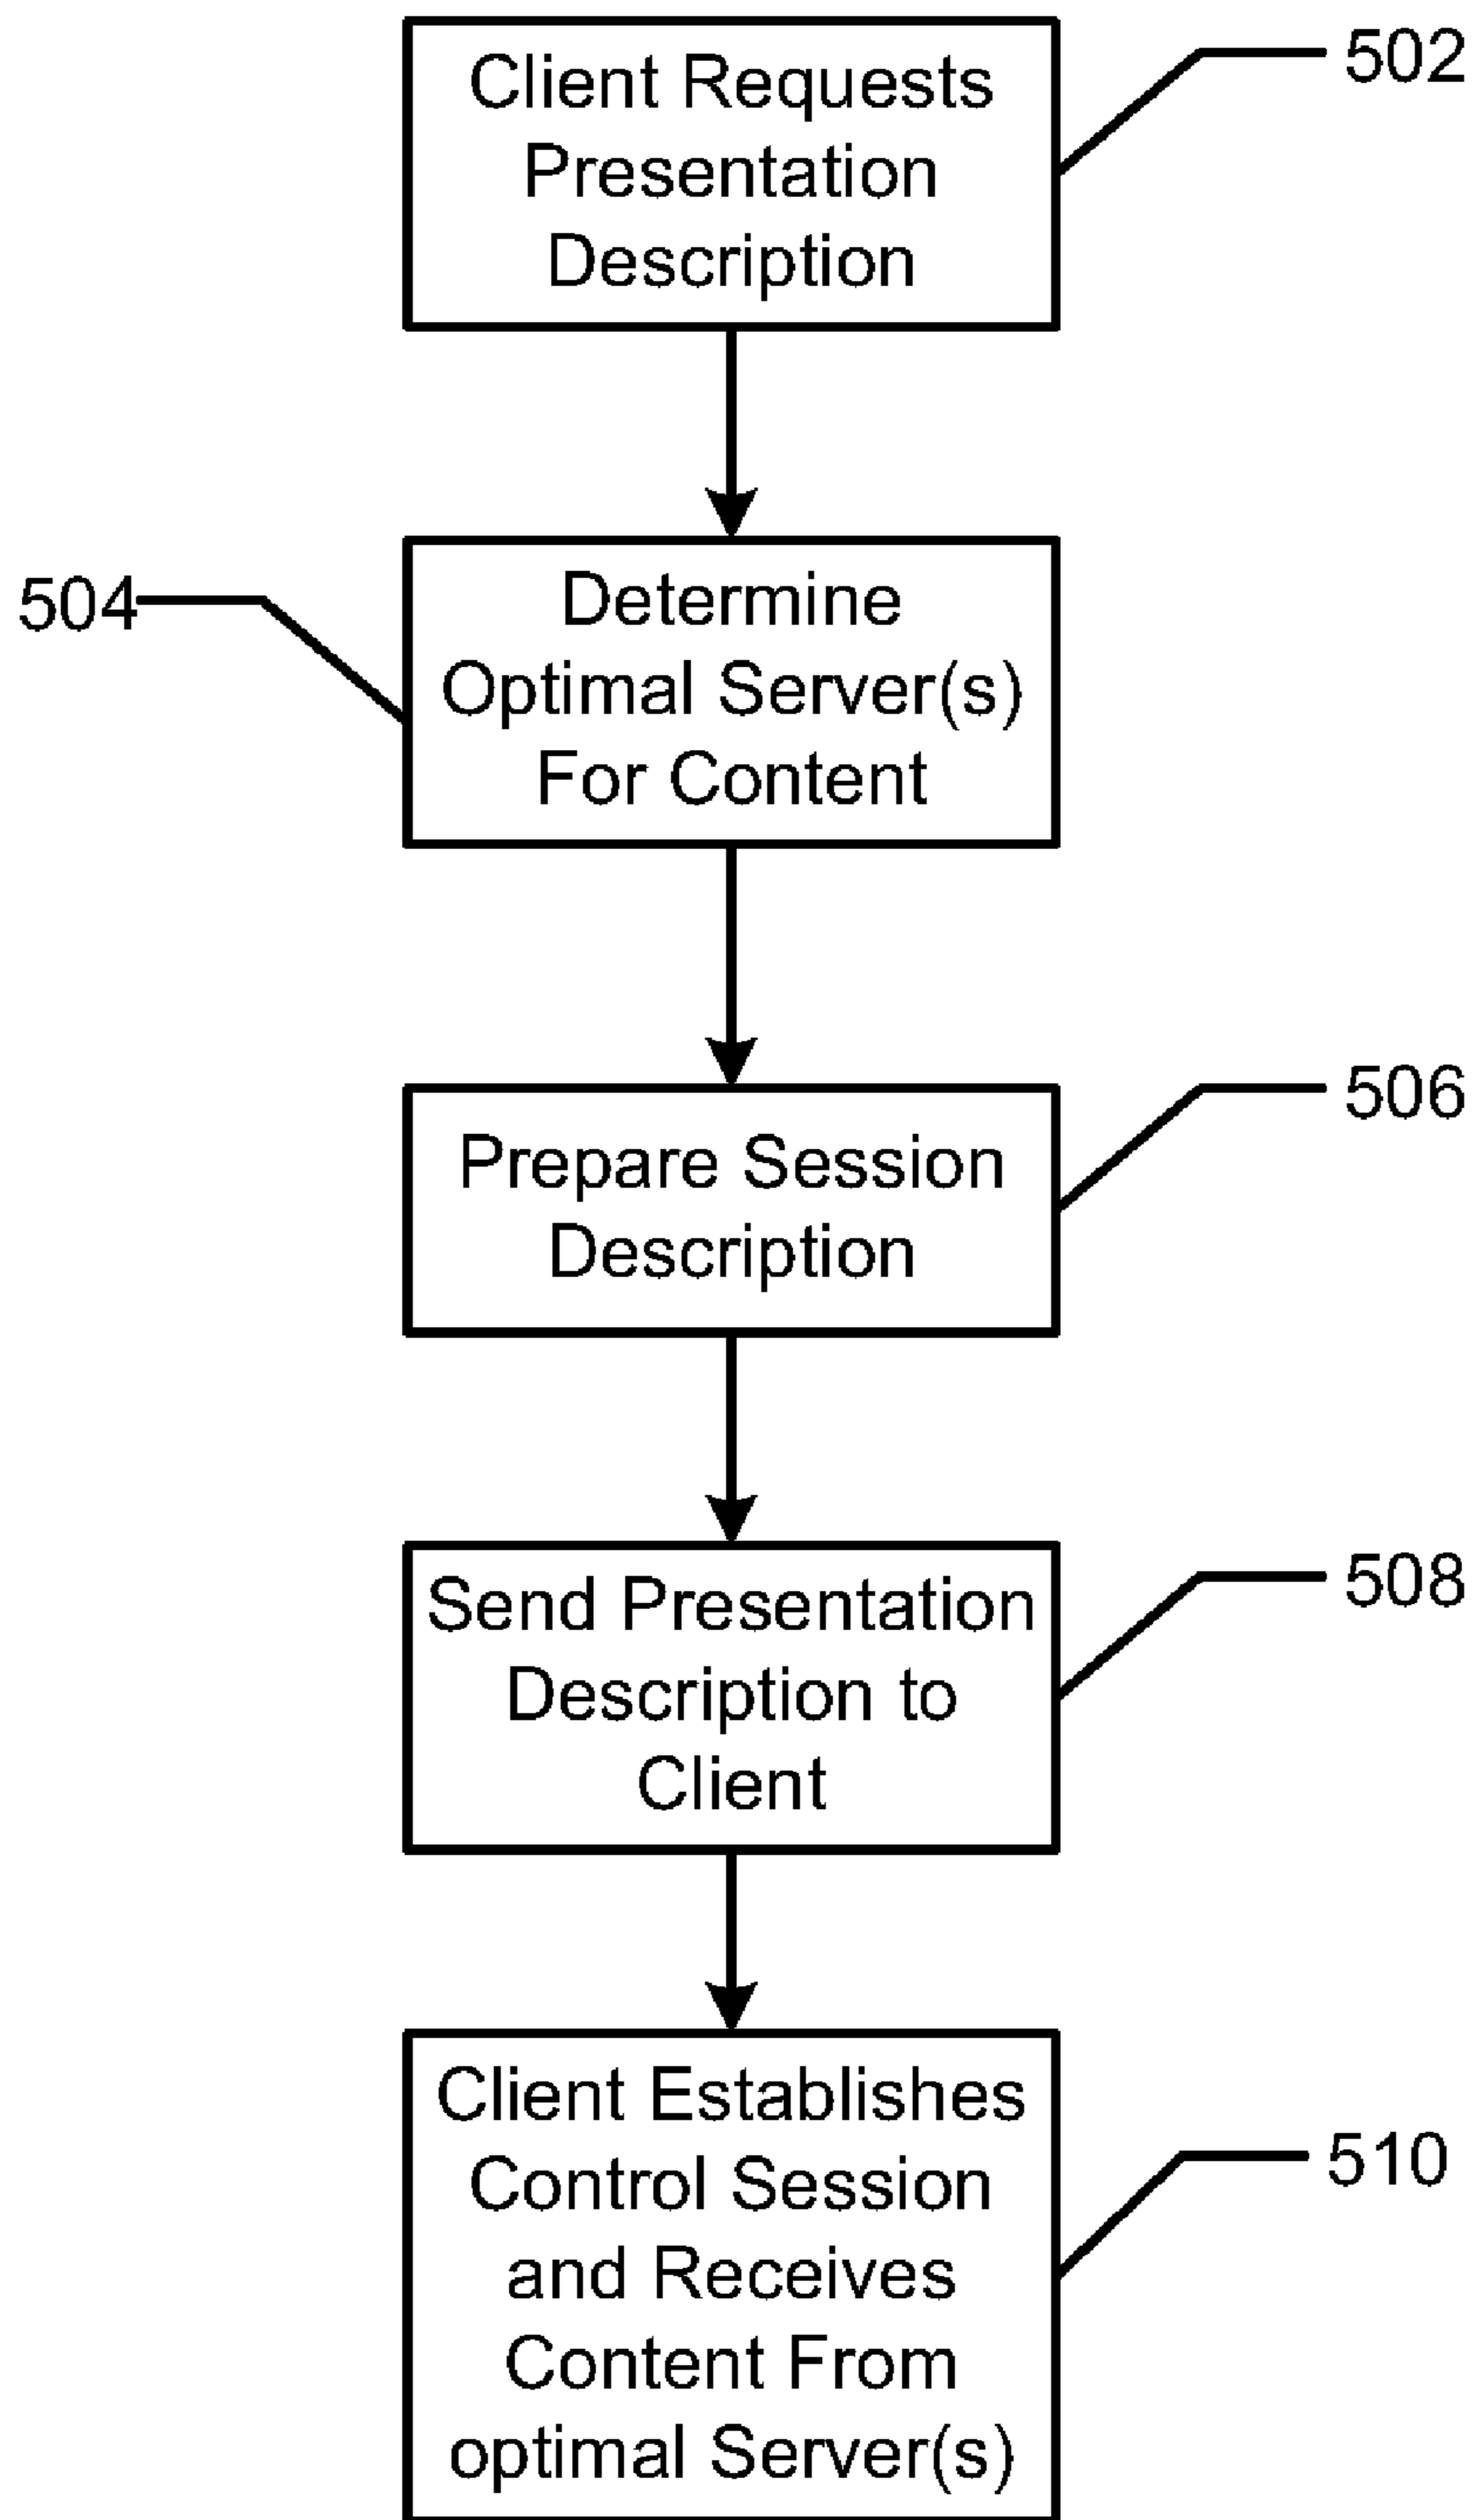 Client Requests
Presentation
Description
502
Determine
Optimal Server(s)
For Content
504
Prepare Session
Description
506
Send Presentation
Description to
Client
508
Client Establishes
Control Session
and Receives
Content From
optimal Server(s)
510